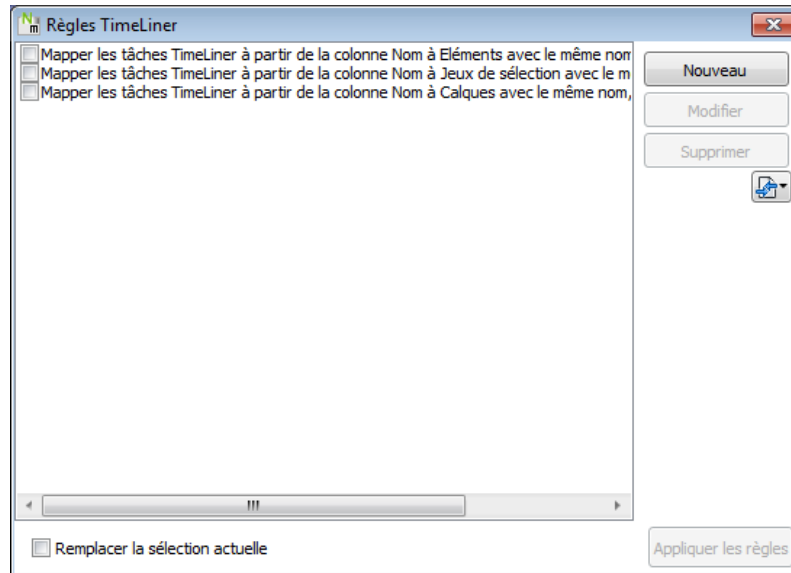 Règles TimeLiner
Mapper les tâches TimeLiner à partir de la colonne Nom à Eléments avec le même nom
Mapper les tâches TimeLiner à partir de la colonne Nom à Jeux de sélection avec le m
Mapper les tâches TimeLiner à partir de la colonne Nom à Calques avec le même nom,
Nouveau
Modifier
Supprimer
Remplacer la sélection actuelle
Appliquer les règles